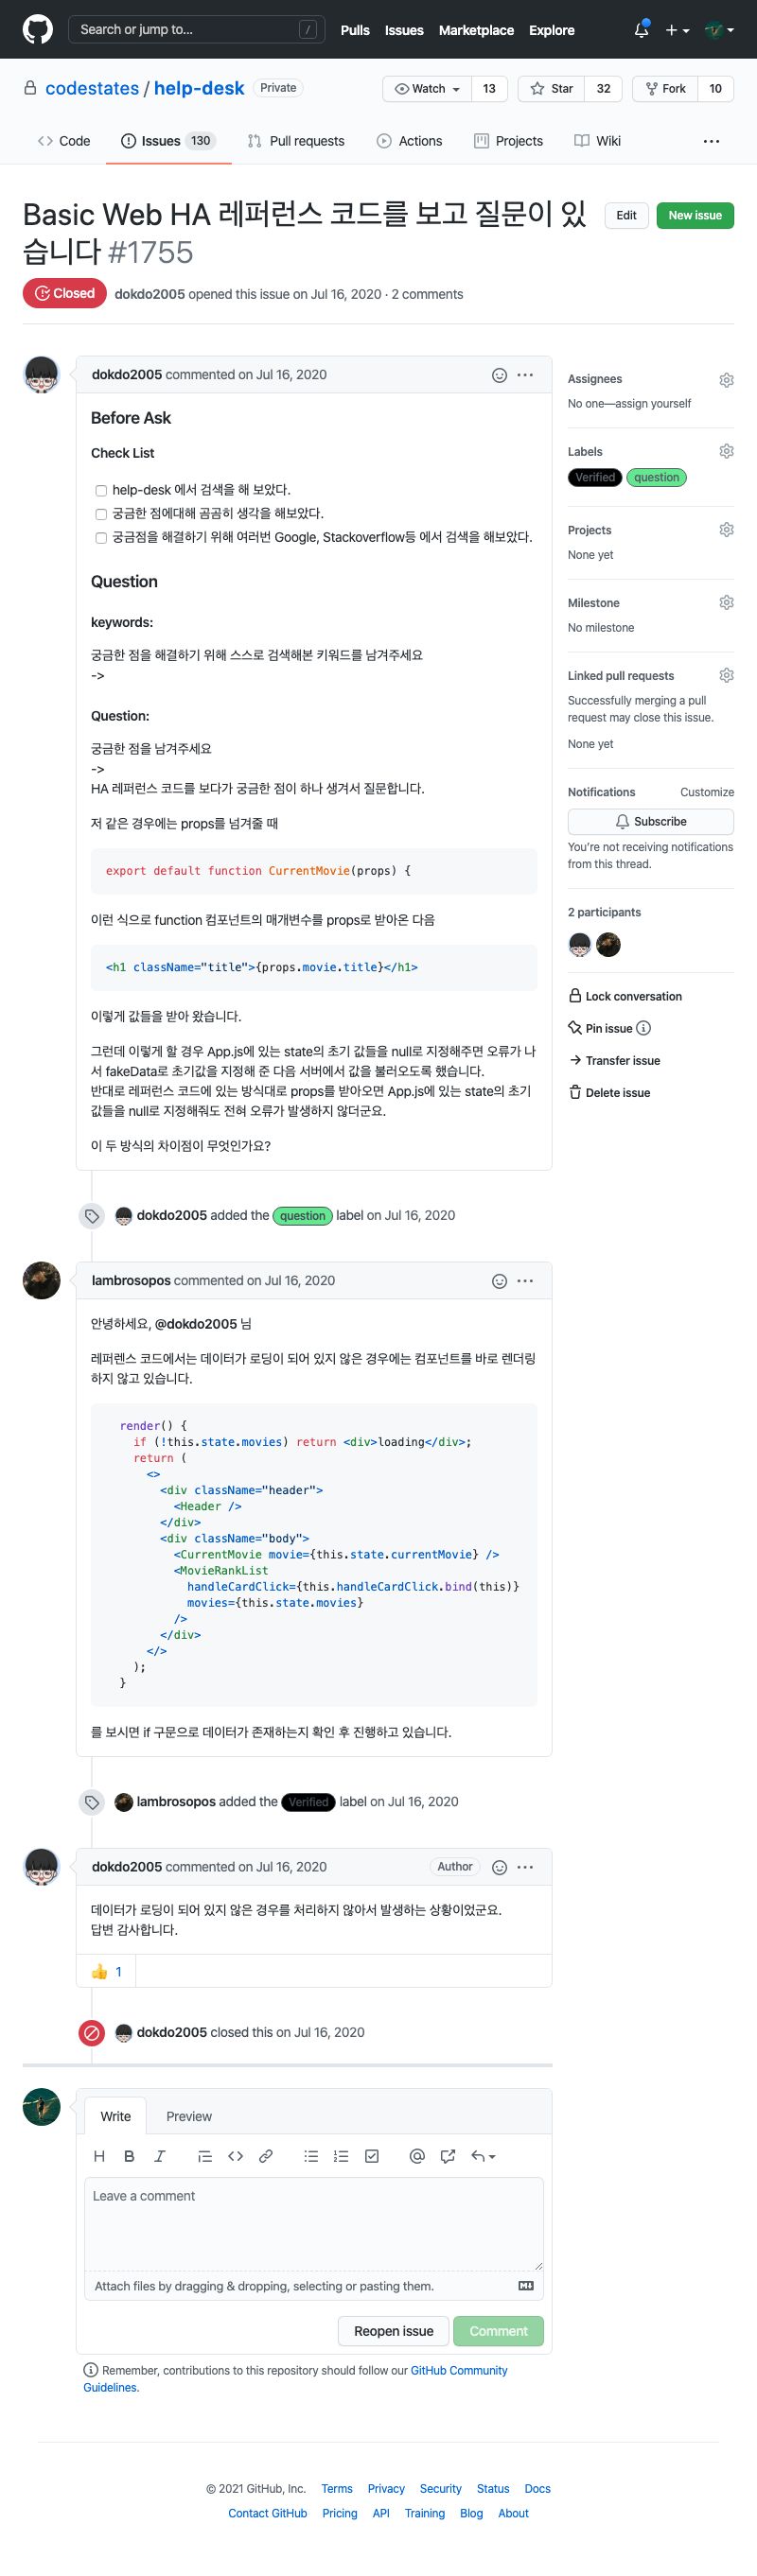 Search or jump to... /
Pulls Issues Marketplace Explore
codestates / help-desk Private
Watch 13 Star 32 Fork 10
Code Issues 130 Pull requests Actions Projects Wiki ...
Basic Web HA 레퍼런스 코드를 보고 질문이 있
습니다 #1755
Edit New issue
Closed dokdo2005 opened this issue on Jul 16, 2020 · 2 comments
dokdo2005 commented on Jul 16, 2020
Before Ask
Check List
help-desk 에서 검색을 해 보았다.
궁금한 점에대해 곰곰히 생각을 해보았다.
궁금점을 해결하기 위해 여러번 Google, Stackoverflow등 에서 검색을 해보았다.
Question
keywords:
궁금한 점을 해결하기 위해 스스로 검색해본 키워드를 남겨주세요
->
Question:
궁금한 점을 남겨주세요
->
HA 레퍼런스 코드를 보다가 궁금한 점이 하나 생겨서 질문합니다.
저 같은 경우에는 props를 넘겨줄 때
export default function CurrentMovie(props) {
이런 식으로 function 컴포넌트의 매개변수를 props로 받아온 다음
<h1 className="title">{props.movie.title}</h1>
이렇게 값들을 받아 왔습니다.
그런데 이렇게 할 경우 App.js에 있는 state의 초기 값들을 null로 지정해주면 오류가 나
서 fakeData로 초기값을 지정해 준 다음 서버에서 값을 불러오도록 했습니다.
반대로 레퍼런스 코드에 있는 방식대로 props를 받아오면 App.js에 있는 state의 초기
값들을 null로 지정해줘도 전혀 오류가 발생하지 않더군요.
이 두 방식의 차이점이 무엇인가요?
Assignees
No one—assign yourself
Labels
Verified question
Projects
None yet
Milestone
No milestone
Linked pull requests
Successfully merging a pull
request may close this issue.
None yet
Notifications Customize
Subscribe
You're not receiving notifications
from this thread.
2 participants
Lock conversation
Pin issue
Transfer issue
Delete issue
dokdo2005 added the question label on Jul 16, 2020
lambrosopos commented on Jul 16, 2020
안녕하세요, @dokdo2005 님
레퍼렌스 코드에서는 데이터가 로딩이 되어 있지 않은 경우에는 컴포넌트를 바로 렌더링
하지 않고 있습니다.
render() {
if (!this.state.movies) return <div>loading</div>;
return (
<>
<div className="header">
<Header />
</div>
<div className="body">
<CurrentMovie movie={this.state.currentMovie} />
<MovieRankList
handleCardClick={this.handleCardClick.bind(this)}
movies={this.state.movies}
/>
</div>
</>
);
}
를 보시면 if 구문으로 데이터가 존재하는지 확인 후 진행하고 있습니다.
lambrosopos added the Verified label on Jul 16, 2020
dokdo2005 commented on Jul 16, 2020 Author
데이터가 로딩이 되어 있지 않은 경우를 처리하지 않아서 발생하는 상황이었군요.
답변 감사합니다.
👍 1
dokdo2005 closed this on Jul 16, 2020
Write Preview
Leave a comment
Attach files by dragging & dropping, selecting or pasting them.
Reopen issue Comment
Remember, contributions to this repository should follow our GitHub Community
Guidelines.
© 2021 GitHub, Inc. Terms Privacy Security Status Docs
Contact GitHub Pricing API Training Blog About